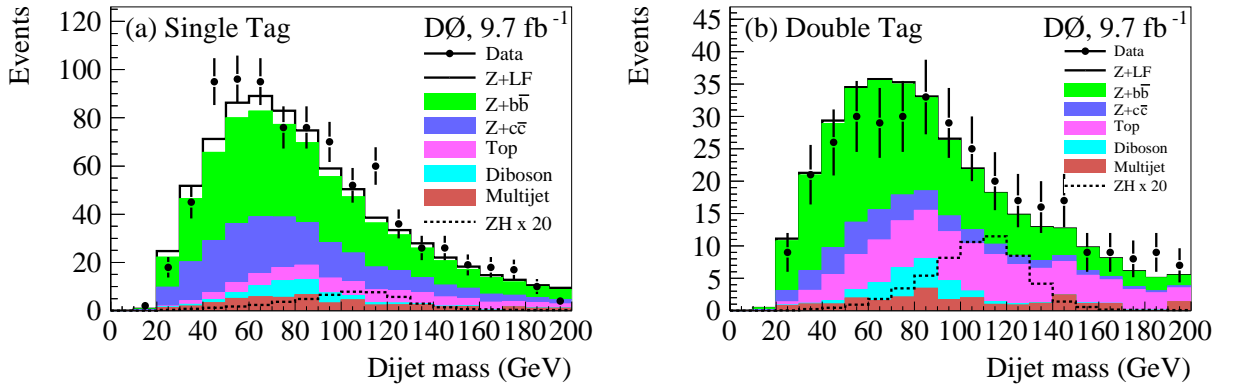 Events
120
100
80
60
40
20
0
(a) Single Tag
DØ, 9.7 fb⁻¹
Data
Z+LF
Z+bb̅
Z+cc̅
Top
Diboson
Multijet
ZH x 20
0 20 40 60 80 100 120 140 160 180 200
Dijet mass (GeV)
Events
45
40
35
30
25
20
15
10
5
0
(b) Double Tag
DØ, 9.7 fb⁻¹
Data
Z+LF
Z+bb̅
Z+cc̅
Top
Diboson
Multijet
ZH x 20
0 20 40 60 80 100 120 140 160 180 200
Dijet mass (GeV)